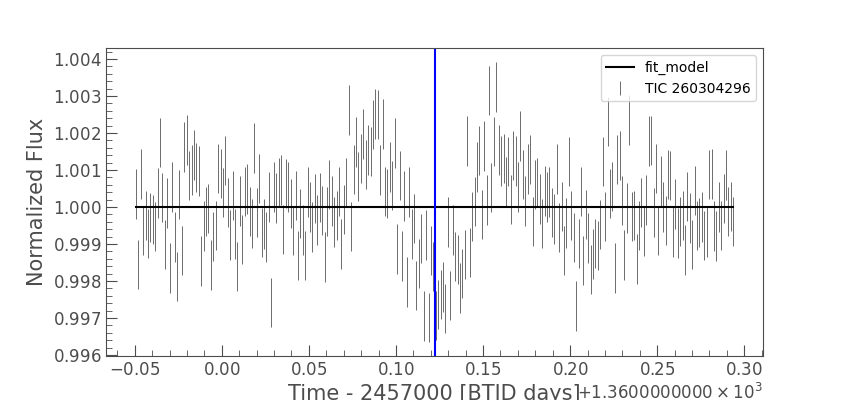 1.004
1.003
1.002
1.001
1.000
0.999
0.998
0.997
0.996
Normalized Flux
fit_model
TIC 260304296
−0.05 0.00 0.05 0.10 0.15 0.20 0.25 0.30
Time - 2457000 [BTJD days]
+1.3600000000 × 10³